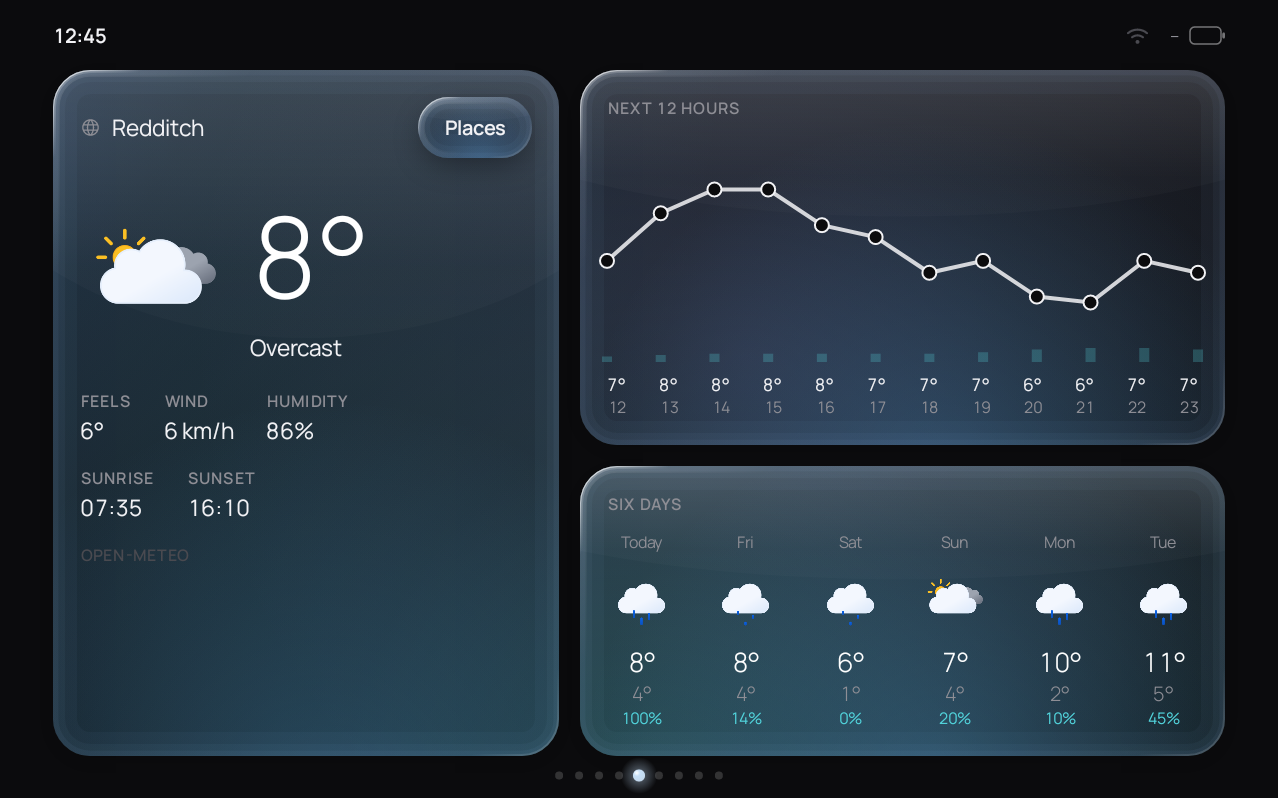 12:45
–
Redditch
Places
8°
Overcast
FEELS WIND HUMIDITY
6° 6 km/h 86%
SUNRISE SUNSET
07:35 16:10
OPEN-METEO
NEXT 12 HOURS
7° 8° 8° 8° 8° 7° 7° 7° 6° 6° 7° 7°
12 13 14 15 16 17 18 19 20 21 22 23
SIX DAYS
Today Fri Sat Sun Mon Tue
8° 8° 6° 7° 10° 11°
4° 4° 1° 4° 2° 5°
100% 14% 0% 20% 10% 45%